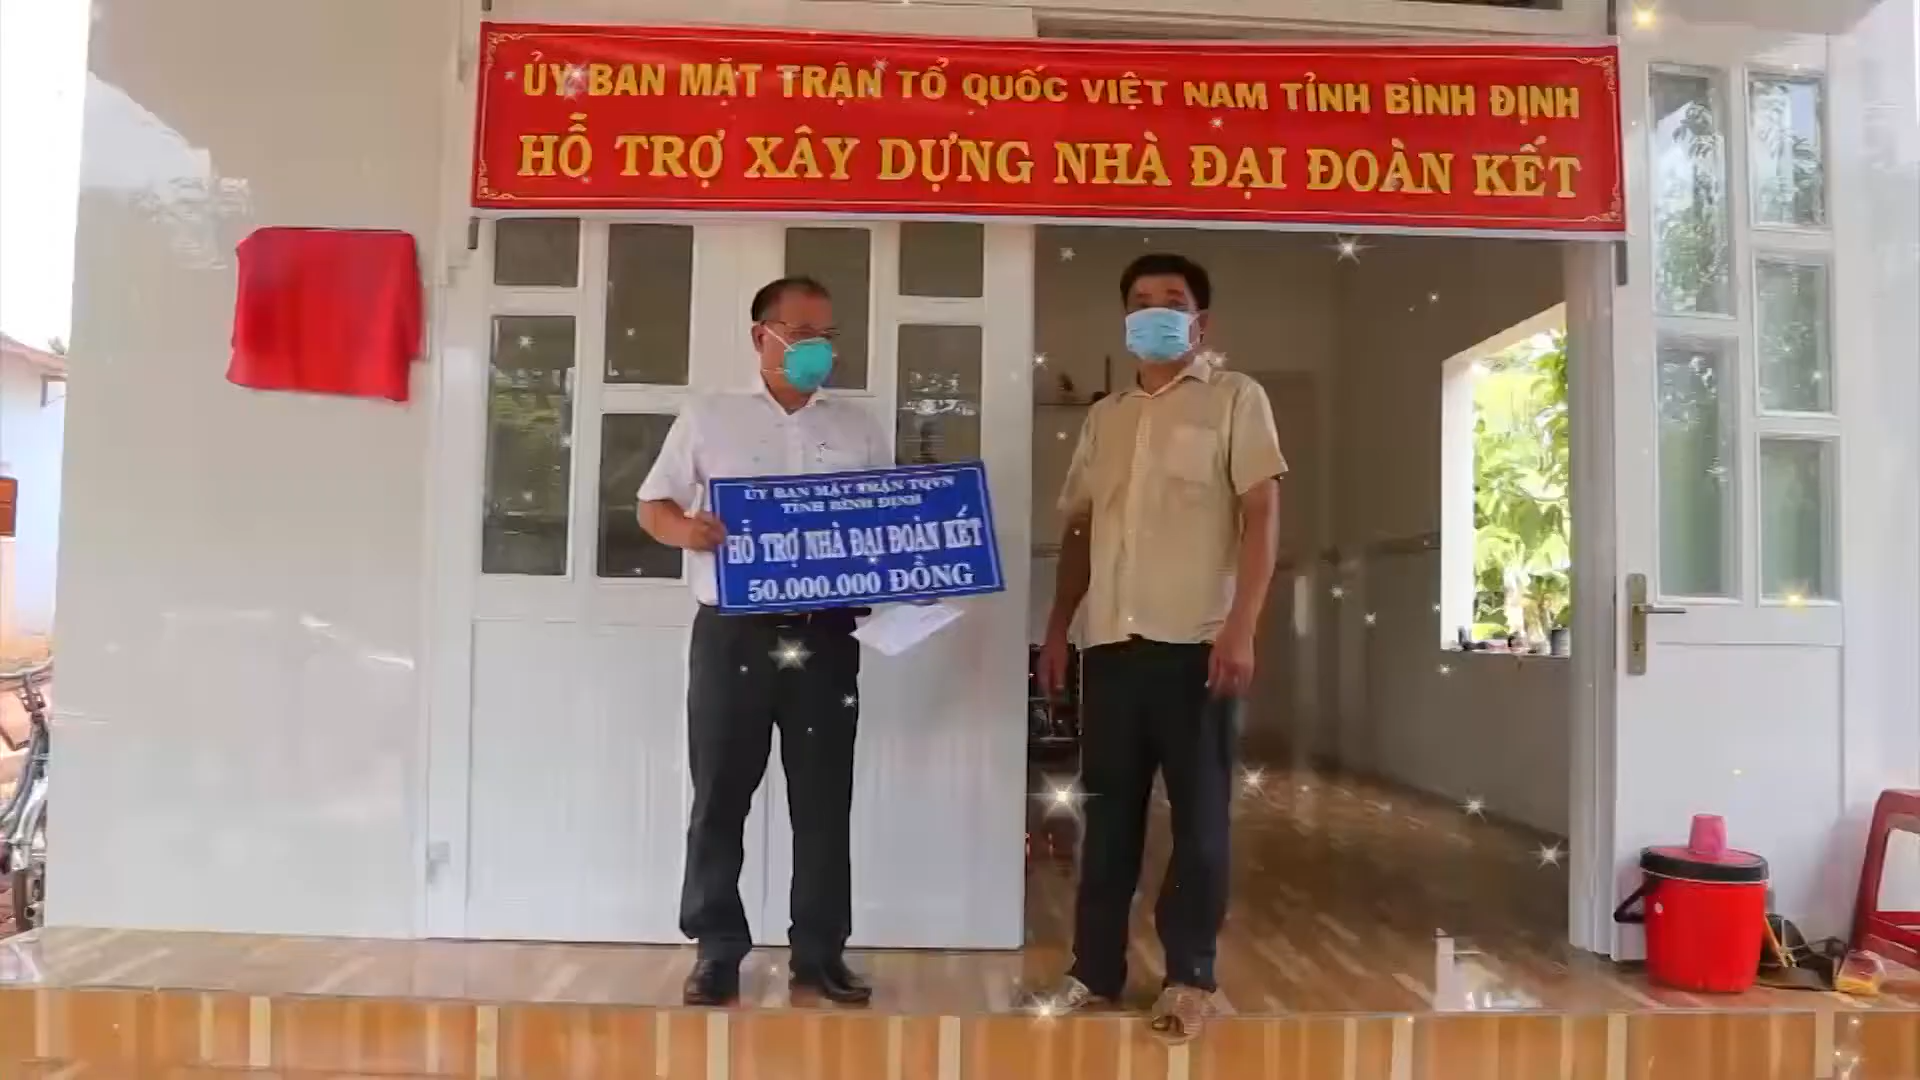 ỦY BAN MẶT TRẬN TỔ QUỐC VIỆT NAM TỈNH BÌNH ĐỊNH
HỖ TRỢ XÂY DỰNG NHÀ ĐẠI ĐOÀN KẾT
ỦY BAN MẶT TRẬN TQVN
TỈNH BÌNH ĐỊNH
HỖ TRỢ NHÀ ĐẠI ĐOÀN KẾT
50.000.000 ĐỒNG